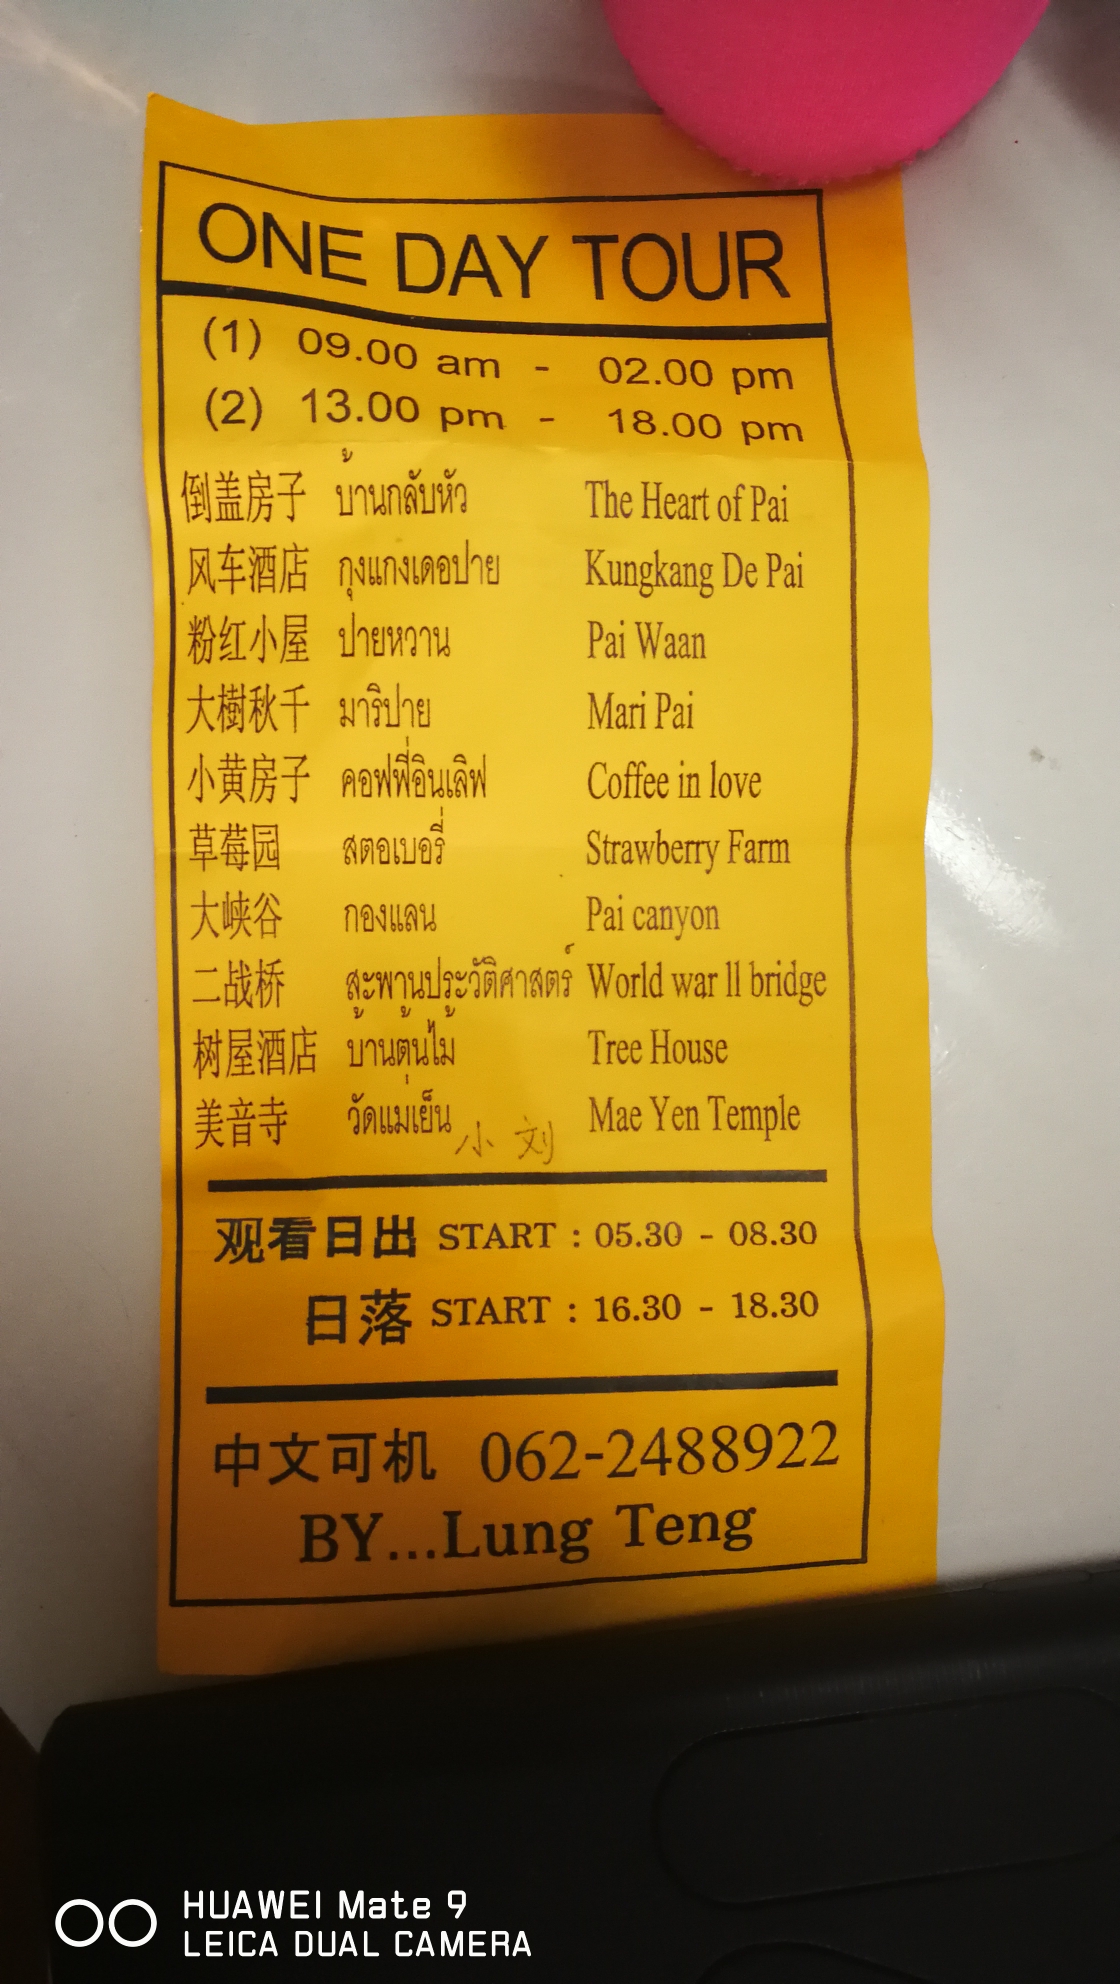 ONE DAY TOUR
(1) 09.00 am - 02.00 pm
(2) 13.00 pm - 18.00 pm
倒盖房子 บ้านกลับหัว The Heart of Pai
风车酒店 กุงแกงเดอปาย Kungkang De Pai
粉红小屋 ปายหวาน Pai Waan
大樹秋千 มาริปาย Mari Pai
小黄房子 คอฟฟี่อินเลิฟ Coffee in love
草莓园 สตอเบอรี่ Strawberry Farm
大峡谷 กองแลน Pai canyon
二战桥 สะพานประวัติศาสตร์ World war ll bridge
树屋酒店 บ้านต้นไม้ Tree House
美音寺 วัดแม่เย็น Mae Yen Temple
小 刘
观看日出 START : 05.30 - 08.30
日落 START : 16.30 - 18.30
中文可机 062-2488922
BY...Lung Teng
HUAWEI Mate 9
LEICA DUAL CAMERA